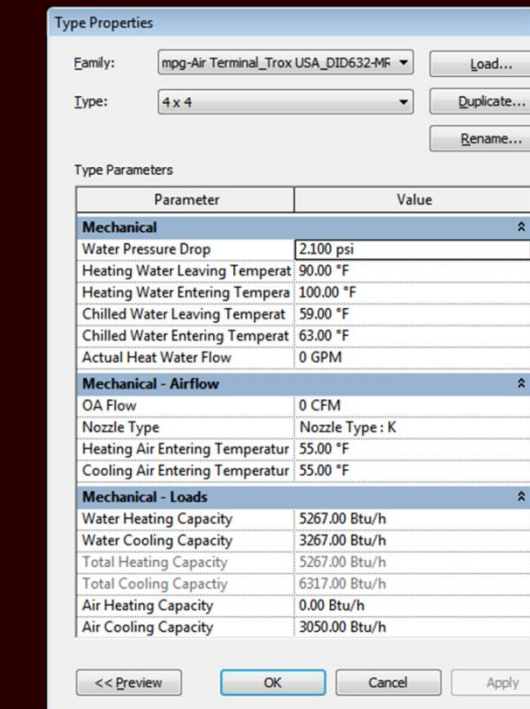 Type Properties
Family: mpg-Air Terminal_Trox USA_DID632-MF Load...
Type: 4 x 4 Duplicate...
Rename...
Type Parameters
Parameter Value
Mechanical
Water Pressure Drop 2.100 psi
Heating Water Leaving Temperat 90.00 °F
Heating Water Entering Tempera 100.00 °F
Chilled Water Leaving Temperat 59.00 °F
Chilled Water Entering Temperat 63.00 °F
Actual Heat Water Flow 0 GPM
Mechanical - Airflow
OA Flow 0 CFM
Nozzle Type Nozzle Type : K
Heating Air Entering Temperatur 55.00 °F
Cooling Air Entering Temperatur 55.00 °F
Mechanical - Loads
Water Heating Capacity 5267.00 Btu/h
Water Cooling Capacity 3267.00 Btu/h
Total Heating Capacity 5267.00 Btu/h
Total Cooling Capactiy 6317.00 Btu/h
Air Heating Capacity 0.00 Btu/h
Air Cooling Capacity 3050.00 Btu/h
<< Preview OK Cancel Apply